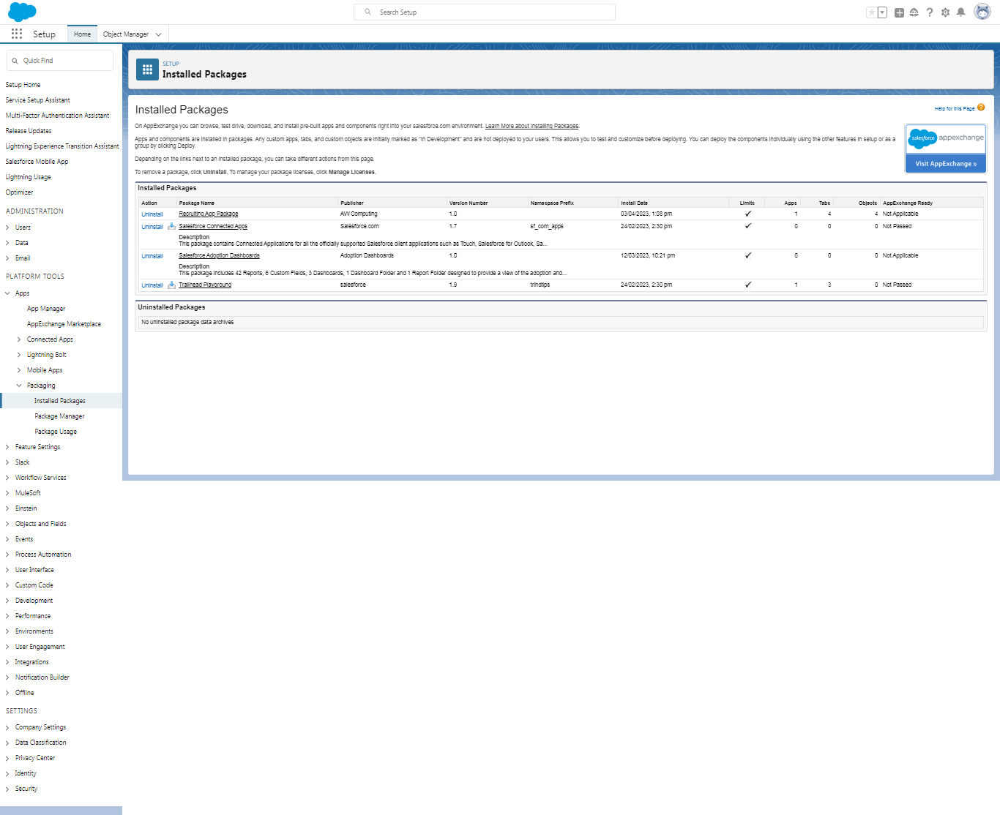 Search Setup
Setup
Home
Object Manager
Quick Find
Setup Home
Service Setup Assistant
Multi-Factor Authentication Assistant
Release Updates
Lightning Experience Transition Assistant
Salesforce Mobile App
Lightning Usage
Optimizer
ADMINISTRATION
Users
Data
Email
PLATFORM TOOLS
Apps
App Manager
AppExchange Marketplace
Connected Apps
Lightning Bolt
Mobile Apps
Packaging
Installed Packages
Package Manager
Package Usage
Feature Settings
Slack
Workflow Services
MuleSoft
Einstein
Objects and Fields
Events
Process Automation
User Interface
Custom Code
Development
Performance
Environments
User Engagement
Integrations
Notification Builder
Offline
SETTINGS
Company Settings
Data Classification
Privacy Center
Identity
Security
SETUP
Installed Packages
Installed Packages
Help for this Page ?
On AppExchange you can browse, test drive, download, and install pre-built apps and components right into your salesforce.com environment. Learn More about Installing Packages.
Apps and components are installed in packages. Any custom apps, tabs, and custom objects are initially marked as "In Development" and are not deployed to your users. This allows you to test and customize before deploying. You can deploy the components individually using the other features in setup or as a
group by clicking Deploy.
Depending on the links next to an installed package, you can take different actions from this page.
To remove a package, click Uninstall. To manage your package licenses, click Manage Licenses.
salesforce appexchange
Visit AppExchange »
Installed Packages
Action Package Name Publisher Version Number Namespace Prefix Install Date Limits Apps Tabs Objects AppExchange Ready
Uninstall Recruiting App Package AW Computing 1.0 03/04/2023, 1:08 pm ✓ 1 4 4 Not Applicable
Uninstall Salesforce Connected Apps Salesforce.com 1.7 sf_com_apps 24/02/2023, 2:30 pm ✓ 0 0 0 Not Passed
Description
This package contains Connected Applications for all the officially supported Salesforce client applications such as Touch, Salesforce for Outlook, Sa...
Uninstall Salesforce Adoption Dashboards Adoption Dashboards 1.0 12/03/2023, 10:21 pm ✓ 0 0 0 Not Applicable
Description
This package includes 42 Reports, 6 Custom Fields, 3 Dashboards, 1 Dashboard Folder and 1 Report Folder designed to provide a view of the adoption and...
Uninstall Trailhead Playground salesforce 1.9 trlhdtips 24/02/2023, 2:30 pm ✓ 1 3 0 Not Passed
Uninstalled Packages
No uninstalled package data archives